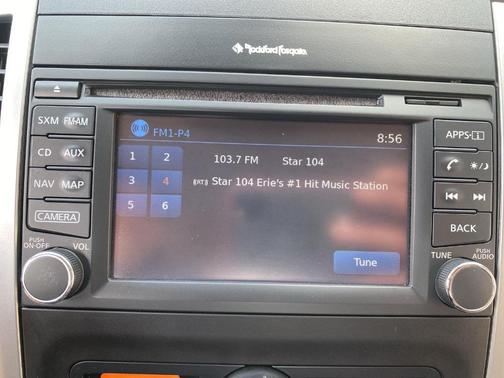 Rockford Fosgate
SXM FM·AM
CD AUX
NAV MAP
CAMERA
PUSH ON·OFF VOL
FM1-P4 8:56
1 2
3 4
5 6
103.7 FM Star 104
Star 104 Erie's #1 Hit Music Station
Tune
APPS·i
BACK
TUNE PUSH AUDIO